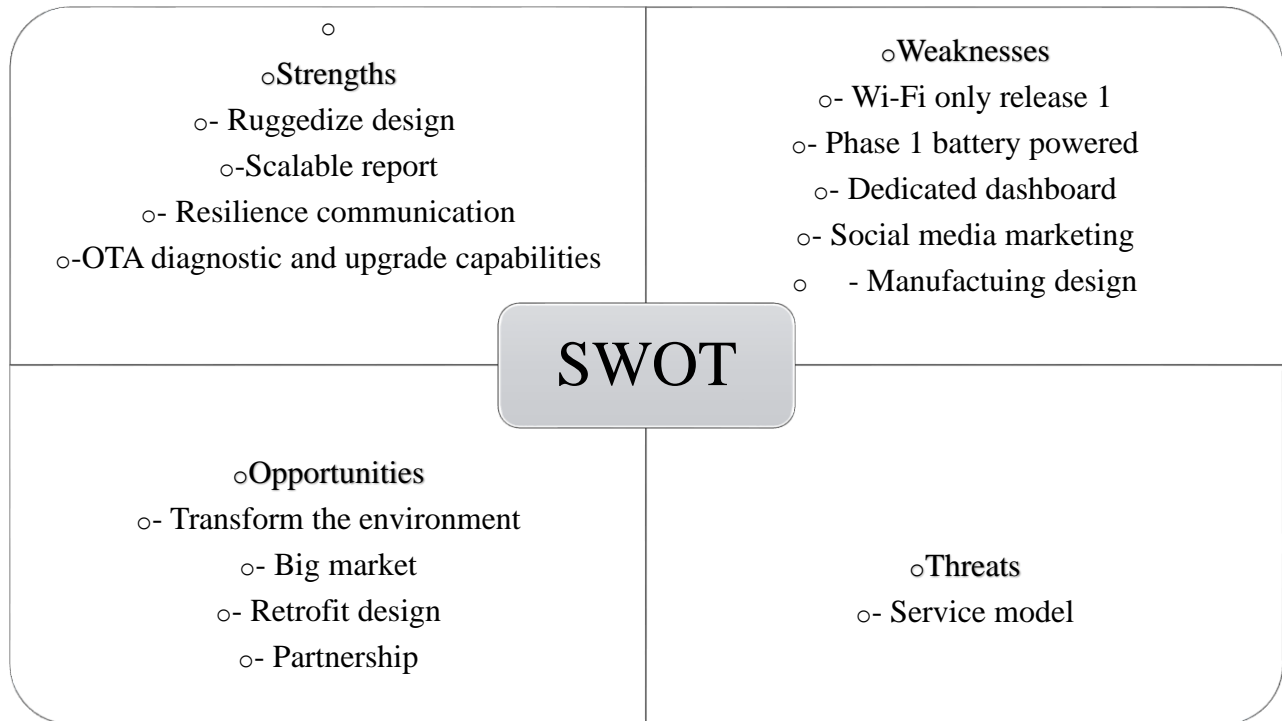 ○
○Strengths
○- Ruggedize design
○-Scalable report
○- Resilience communication
○-OTA diagnostic and upgrade capabilities
○Weaknesses
○- Wi-Fi only release 1
○- Phase 1 battery powered
○- Dedicated dashboard
○- Social media marketing
○ - Manufactuing design
SWOT
○Opportunities
○- Transform the environment
○- Big market
○- Retrofit design
○- Partnership
○Threats
○- Service model